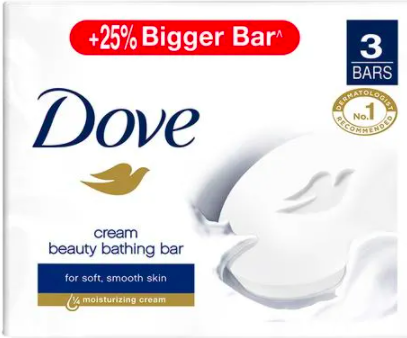 +25% Bigger Bar^
3
BARS
DERMATOLOGIST
No.1
RECOMMENDED
Dove
cream
beauty bathing bar
for soft, smooth skin
¼ moisturizing cream